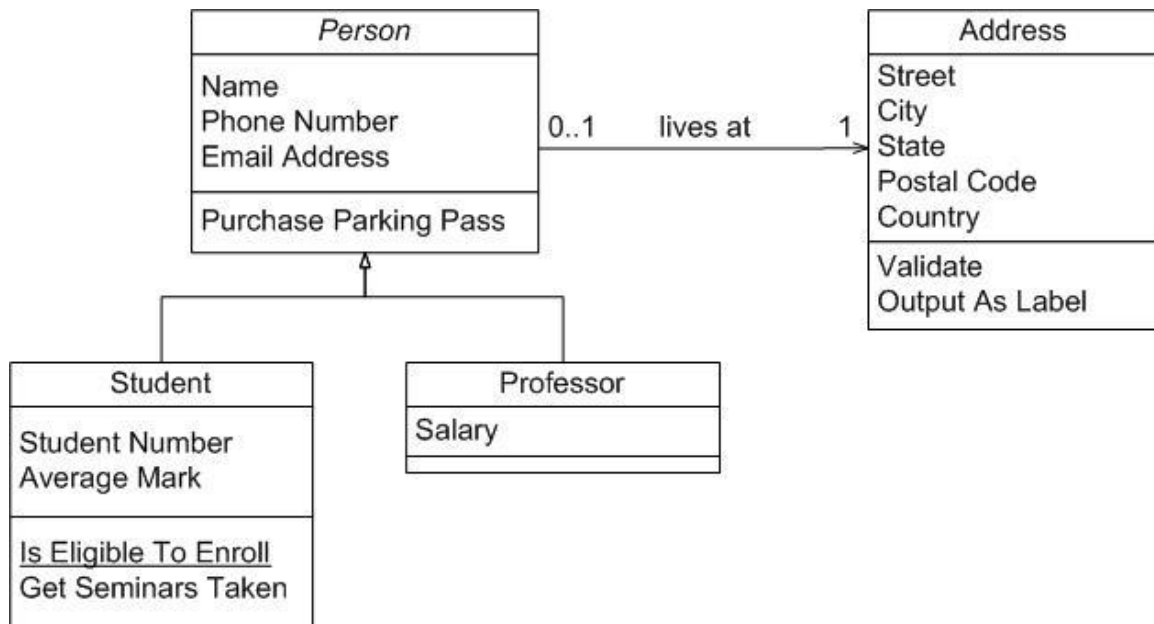 Person
Name
Phone Number
Email Address
Purchase Parking Pass
0..1 lives at 1
Address
Street
City
State
Postal Code
Country
Validate
Output As Label
Student
Student Number
Average Mark
Is Eligible To Enroll
Get Seminars Taken
Professor
Salary